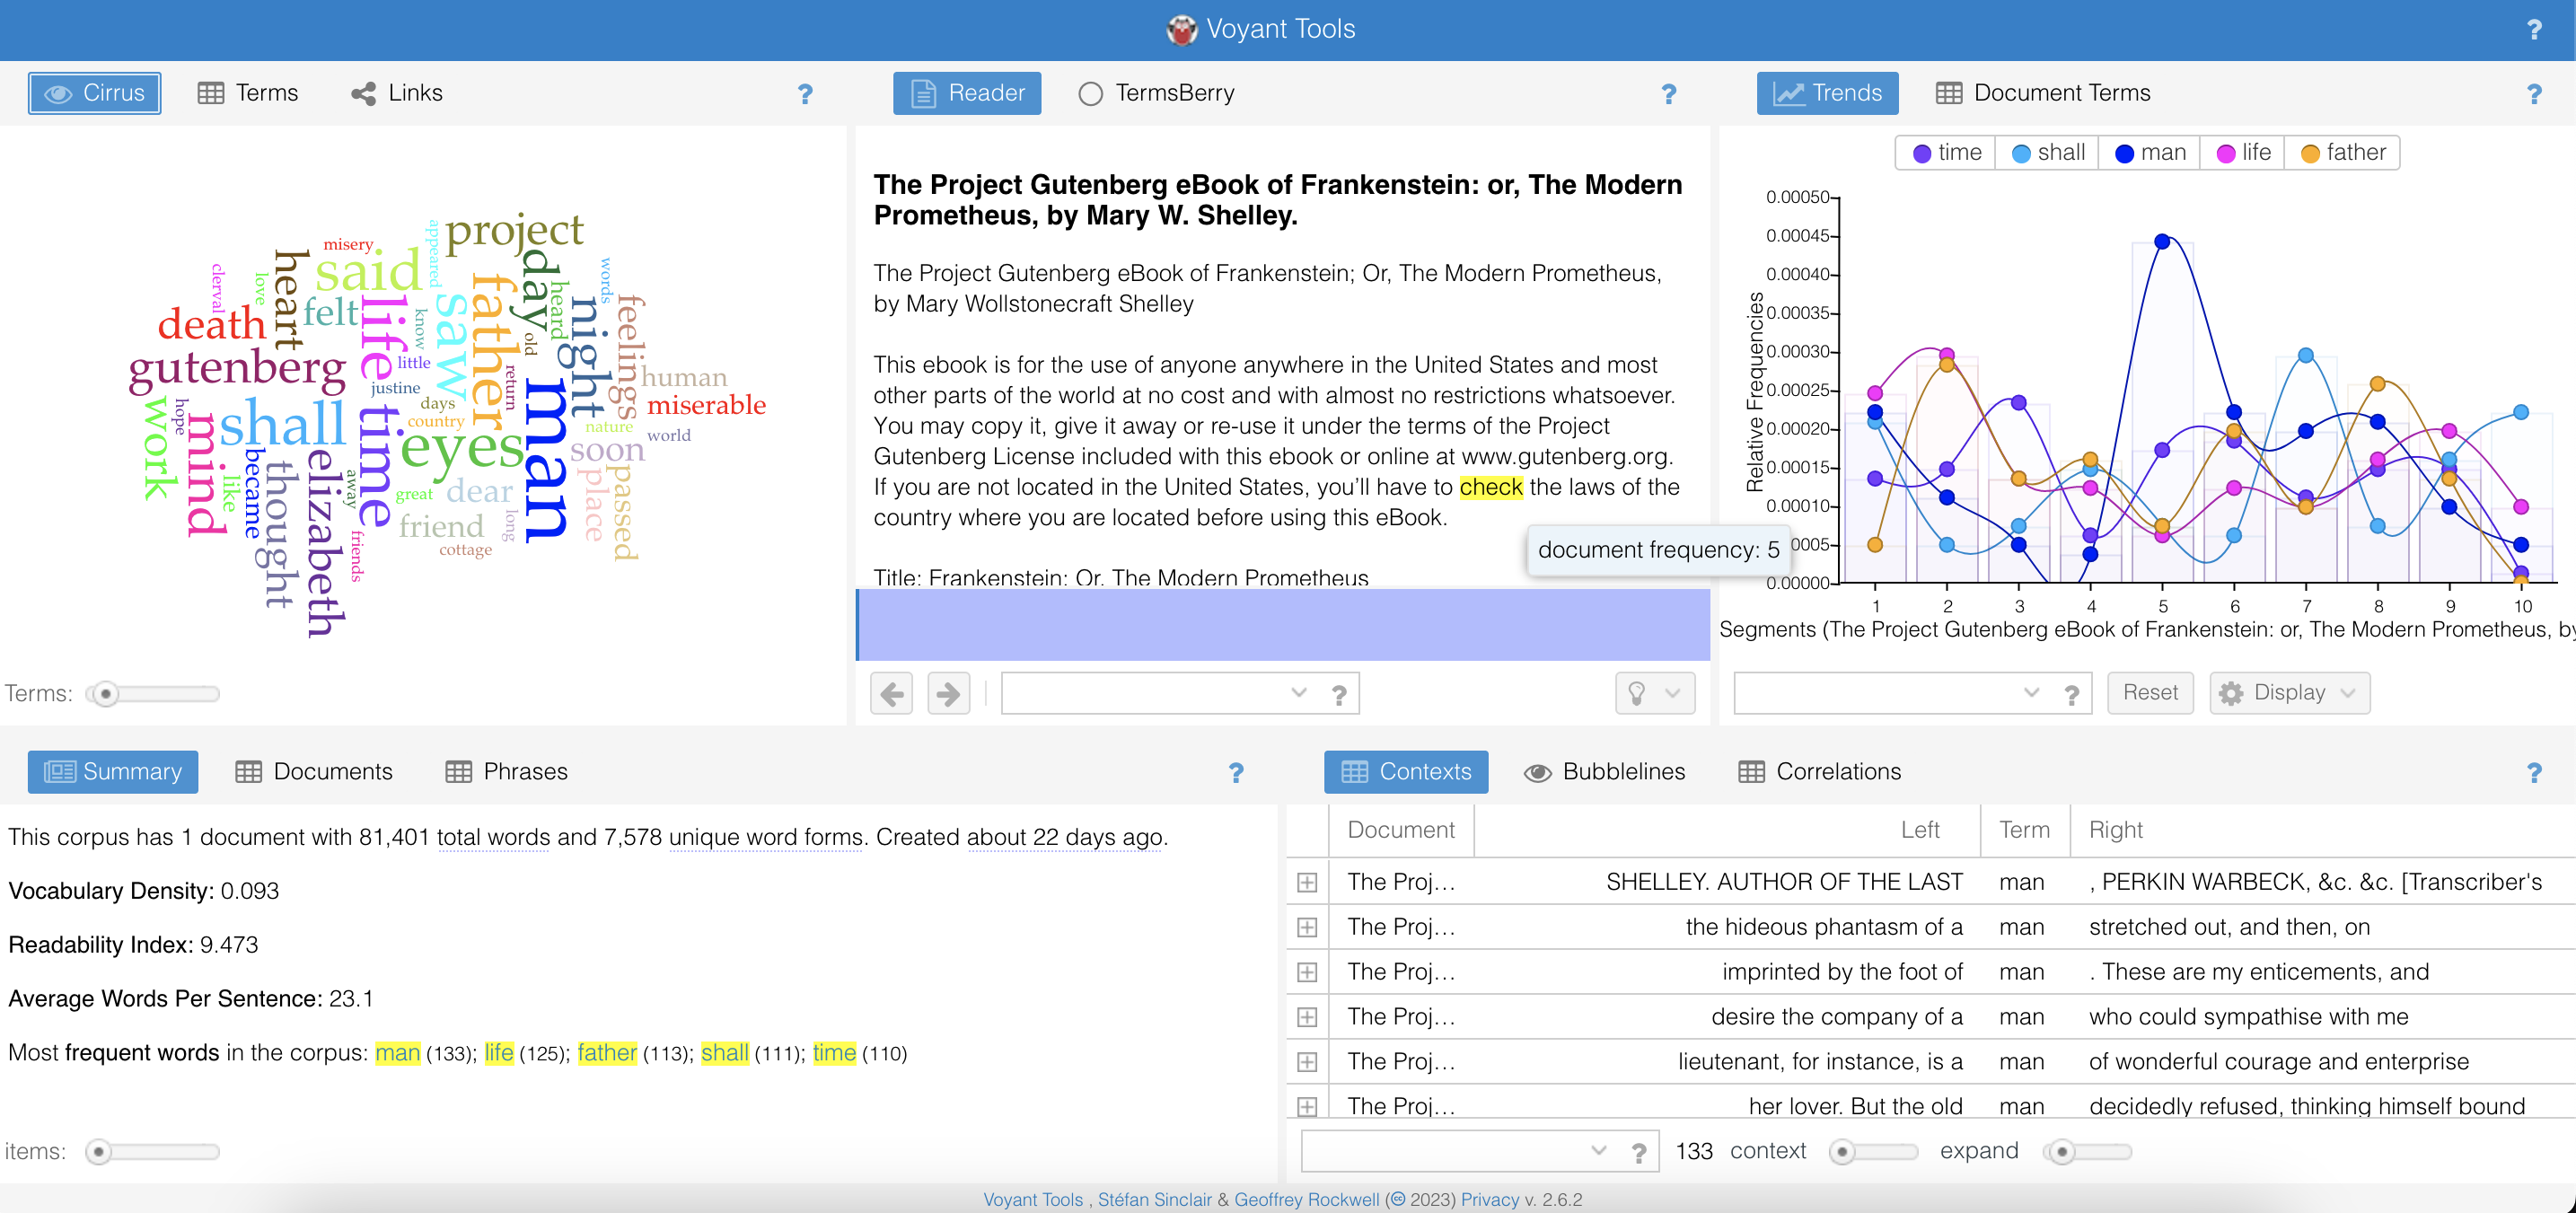 Voyant Tools
?
Cirrus Terms Links ?
Reader TermsBerry ?
Trends Document Terms ?
project
appeared
misery
said
day
heart
words
clerval
love
father
heard
life
saw
night
feelings
death
felt
know
old
gutenberg
little
return
human
justine
man
miserable
work
hope
mind
shall
time
days
country
nature
world
eyes
soon
became
like
thought
elizabeth
away
great
dear
long
place
passed
friend
friends
cottage
Terms:
The Project Gutenberg eBook of Frankenstein: or, The Modern
Prometheus, by Mary W. Shelley.
The Project Gutenberg eBook of Frankenstein; Or, The Modern Prometheus,
by Mary Wollstonecraft Shelley
This ebook is for the use of anyone anywhere in the United States and most
other parts of the world at no cost and with almost no restrictions whatsoever.
You may copy it, give it away or re-use it under the terms of the Project
Gutenberg License included with this ebook or online at www.gutenberg.org.
If you are not located in the United States, you’ll have to check the laws of the
country where you are located before using this eBook.
document frequency: 5
Title: Frankenstein: Or, The Modern Prometheus
?
time shall man life father
Relative Frequencies
0.00050
0.00045
0.00040
0.00035
0.00030
0.00025
0.00020
0.00015
0.00010
0005
0.00000
1 2 3 4 5 6 7 8 9 10
Segments (The Project Gutenberg eBook of Frankenstein: or, The Modern Prometheus, by
? Reset Display
Summary Documents Phrases ?
This corpus has 1 document with 81,401 total words and 7,578 unique word forms. Created about 22 days ago.
Vocabulary Density: 0.093
Readability Index: 9.473
Average Words Per Sentence: 23.1
Most frequent words in the corpus: man (133); life (125); father (113); shall (111); time (110)
items:
Contexts Bubblelines Correlations ?
Document Left Term Right
The Proj... SHELLEY. AUTHOR OF THE LAST man , PERKIN WARBECK, &c. &c. [Transcriber's
The Proj... the hideous phantasm of a man stretched out, and then, on
The Proj... imprinted by the foot of man . These are my enticements, and
The Proj... desire the company of a man who could sympathise with me
The Proj... lieutenant, for instance, is a man of wonderful courage and enterprise
The Proj... her lover. But the old man decidedly refused, thinking himself bound
? 133 context expand
Voyant Tools , Stéfan Sinclair & Geoffrey Rockwell (cc 2023) Privacy v. 2.6.2